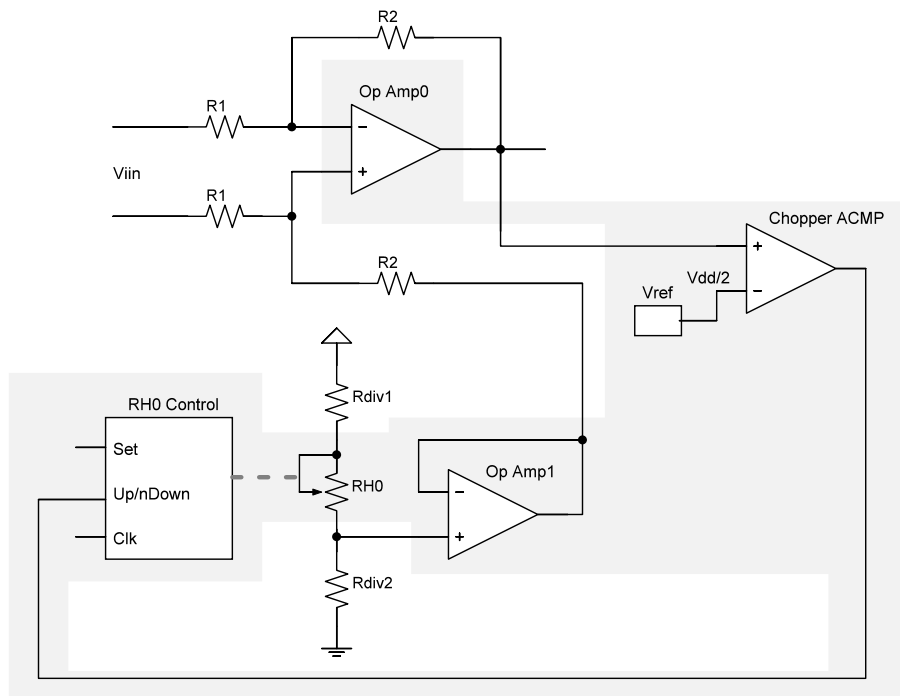 R2
Op Amp0
R1
−
Viin
+
R1
Chopper ACMP
R2
+
Vdd/2
−
Vref
Rdiv1
RH0 Control
Set
Op Amp1
RH0
−
Up/nDown
Clk
+
Rdiv2